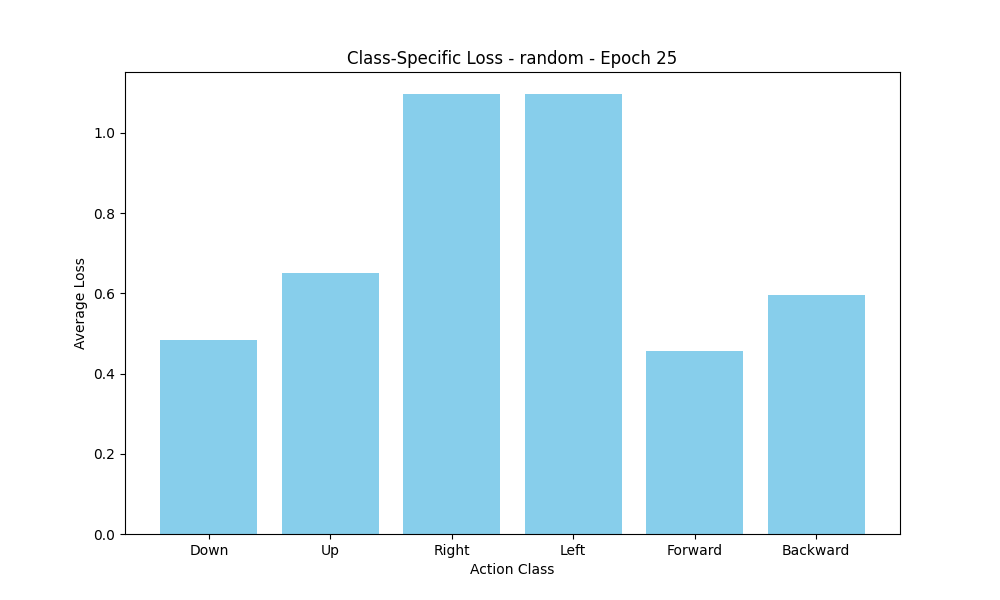 Class-Specific Loss - random - Epoch 25
Average Loss
1.0
0.8
0.6
0.4
0.2
0.0
Down Up Right Left Forward Backward
Action Class